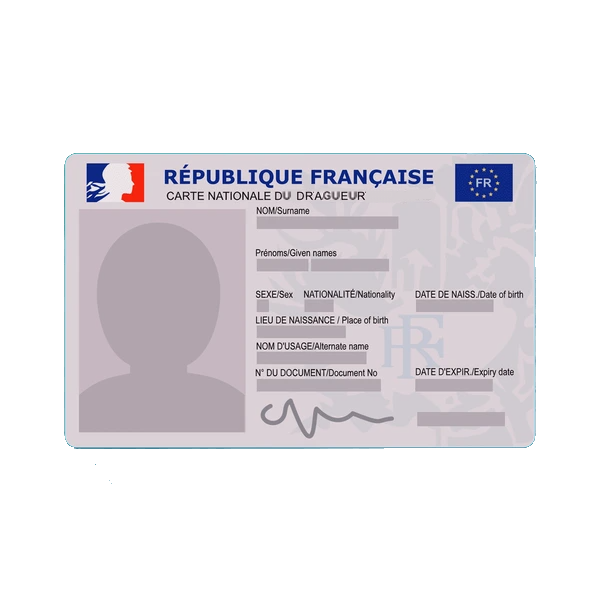 RÉPUBLIQUE FRANÇAISE
FR
CARTE NATIONALE DU DRAGUEUR
NOM/Surname
Prénoms/Given names
SEXE/Sex NATIONALITÉ/Nationality DATE DE NAISS./Date of birth
LIEU DE NAISSANCE / Place of birth
RF
NOM D'USAGE/Alternate name
N° DU DOCUMENT/Document No DATE D'EXPIR./Expiry date